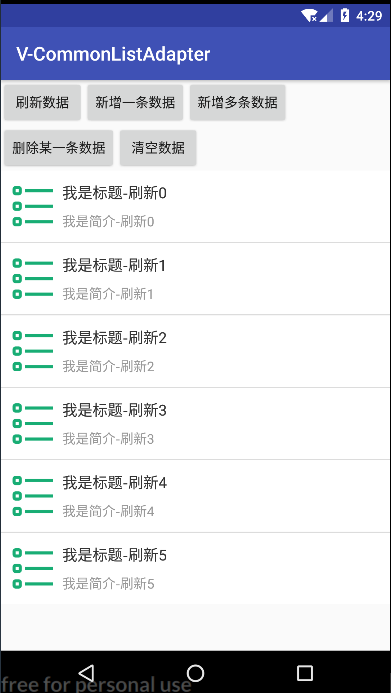 4:29
V-CommonListAdapter
刷新数据 新增一条数据 新增多条数据
删除某一条数据 清空数据
我是标题-刷新0
我是简介-刷新0
我是标题-刷新1
我是简介-刷新1
我是标题-刷新2
我是简介-刷新2
我是标题-刷新3
我是简介-刷新3
我是标题-刷新4
我是简介-刷新4
我是标题-刷新5
我是简介-刷新5
free for personal use